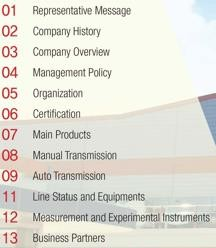 01 Representative Message
02 Company History
03 Company Overview
04 Management Policy
05 Organization
06 Certification
07 Main Products
08 Manual Transmission
09 Auto Transmission
11 Line Status and Equipments
12 Measurement and Experimental Instruments
13 Business Partners